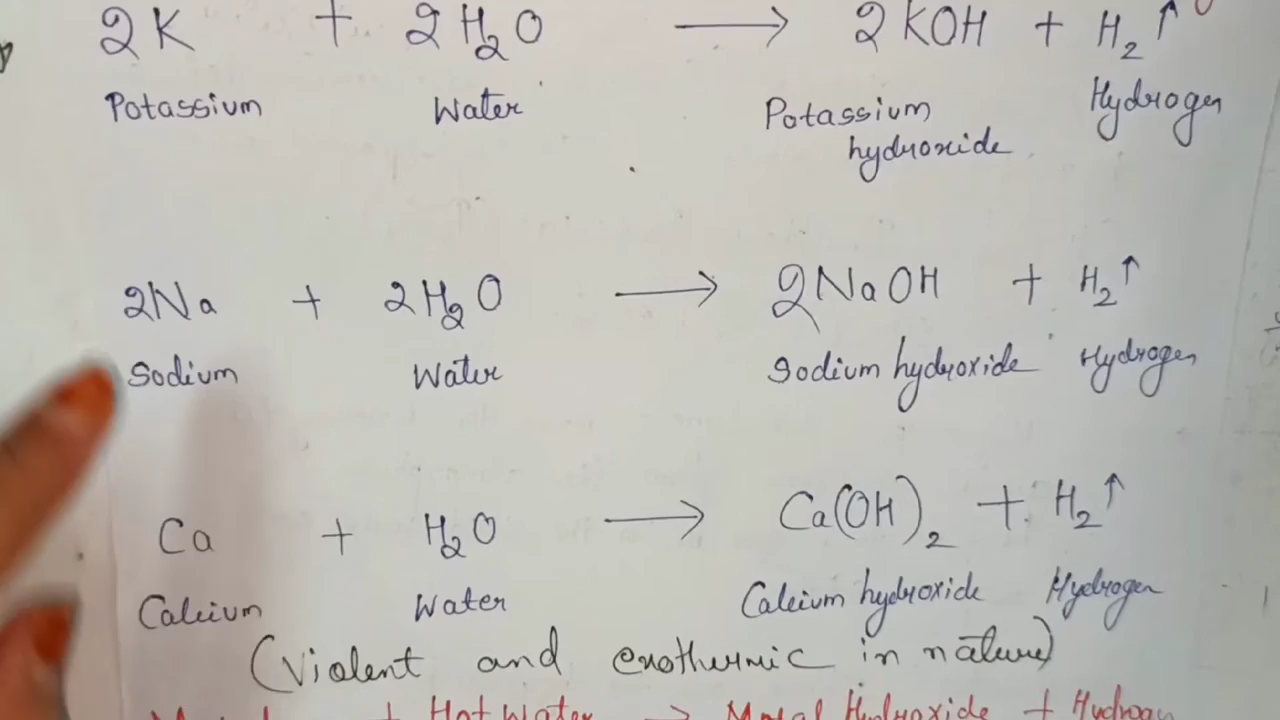 2K + 2H₂O ⟶ 2KOH + H₂↑
Potassium Water Potassium hydroxide Hydrogen
2Na + 2H₂O ⟶ 2NaOH + H₂↑
Sodium Water Sodium hydroxide Hydrogen
Ca + H₂O ⟶ Ca(OH)₂ + H₂↑
Calcium Water Calcium hydroxide Hydrogen
(Violent and exothermic in nature)
+ Hot Water → Metal Hydroxide + Hydrogen